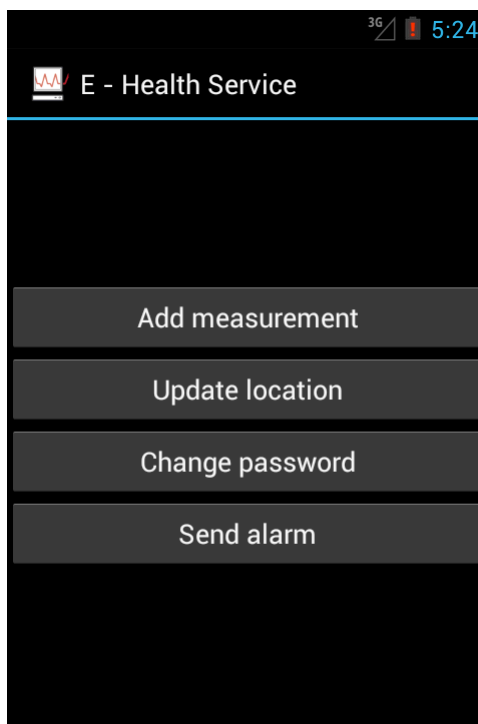 3G 5:24
E - Health Service
Add measurement
Update location
Change password
Send alarm